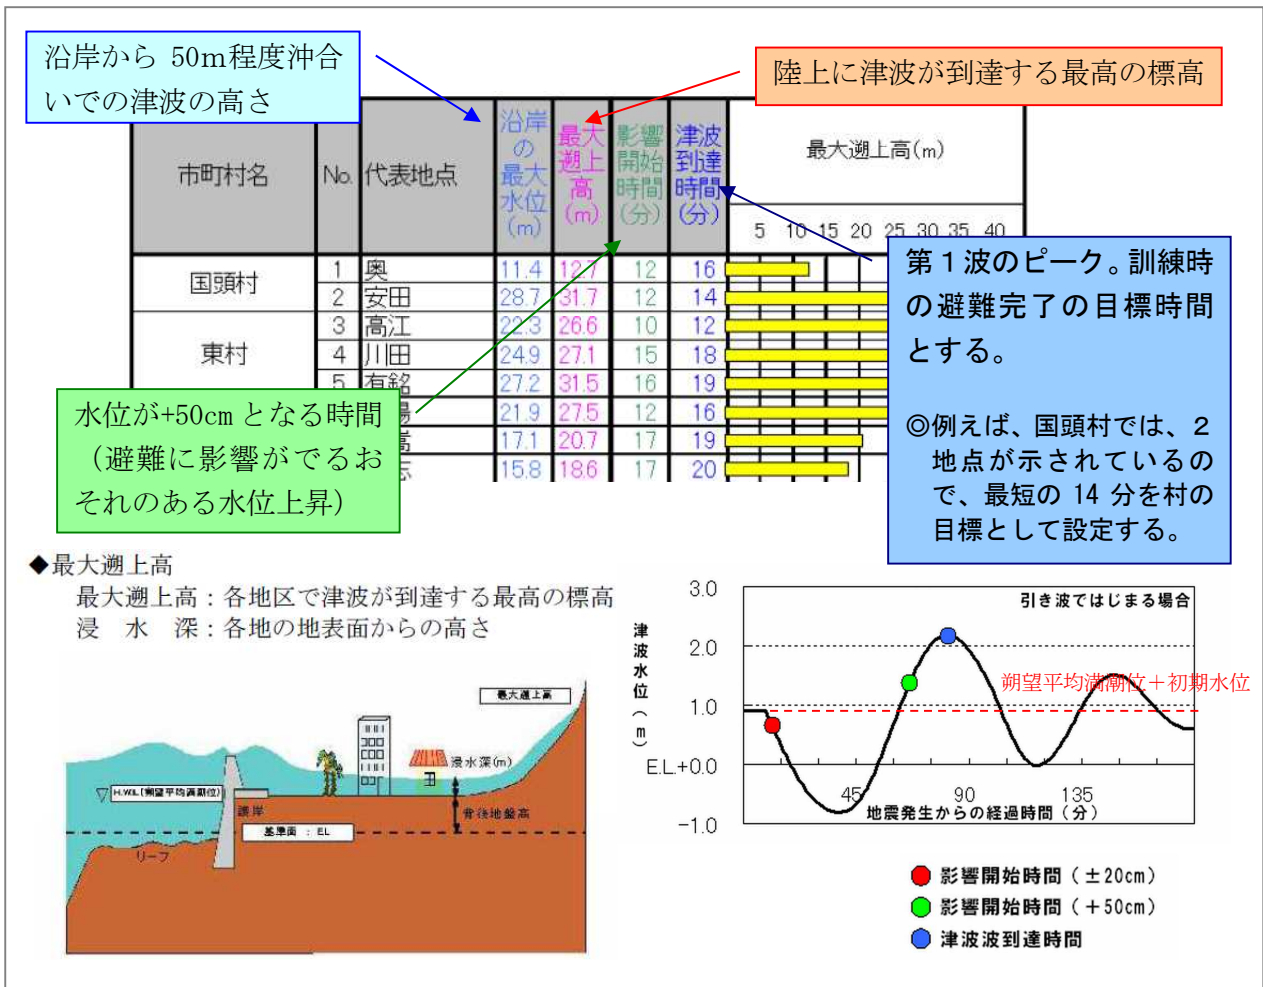 沿岸から 50m程度沖合
いでの津波の高さ
陸上に津波が到達する最高の標高
市町村名
No.
代表地点
沿岸
の
最大
水位
(m)
最大
遡上
高
(m)
影響
開始
時間
(分)
津波
到達
時間
(分)
最大遡上高(m)
5 10 15 20 25 30 35 40
国頭村
1 奥 11.4 12.7 12 16
2 安田 28.7 31.7 12 14
東村
3 高江 22.3 26.6 10 12
4 川田 24.9 27.1 15 18
5 有銘 27.2 31.5 16 19
21.9 27.5 12 16
17.1 20.7 17 19
15.8 18.6 17 20
第1波のピーク。訓練時
の避難完了の目標時間
とする。
◎例えば、国頭村では、2
地点が示されているの
で、最短の 14 分を村の
目標として設定する。
水位が+50cm となる時間
（避難に影響がでるお
それのある水位上昇）
◆最大遡上高
最大遡上高：各地区で津波が到達する最高の標高
浸 水 深：各地の地表面からの高さ
最大遡上高
浸水深(m)
H.W.L(朔望平均満潮位)
護岸
背後地盤高
基準面 : EL
リーフ
津波水位(m)
3.0
2.0
1.0
E.L.+0.0
-1.0
引き波ではじまる場合
朔望平均満潮位＋初期水位
45 90 135
地震発生からの経過時間（分）
影響開始時間（±20cm）
影響開始時間（＋50cm）
津波波到達時間